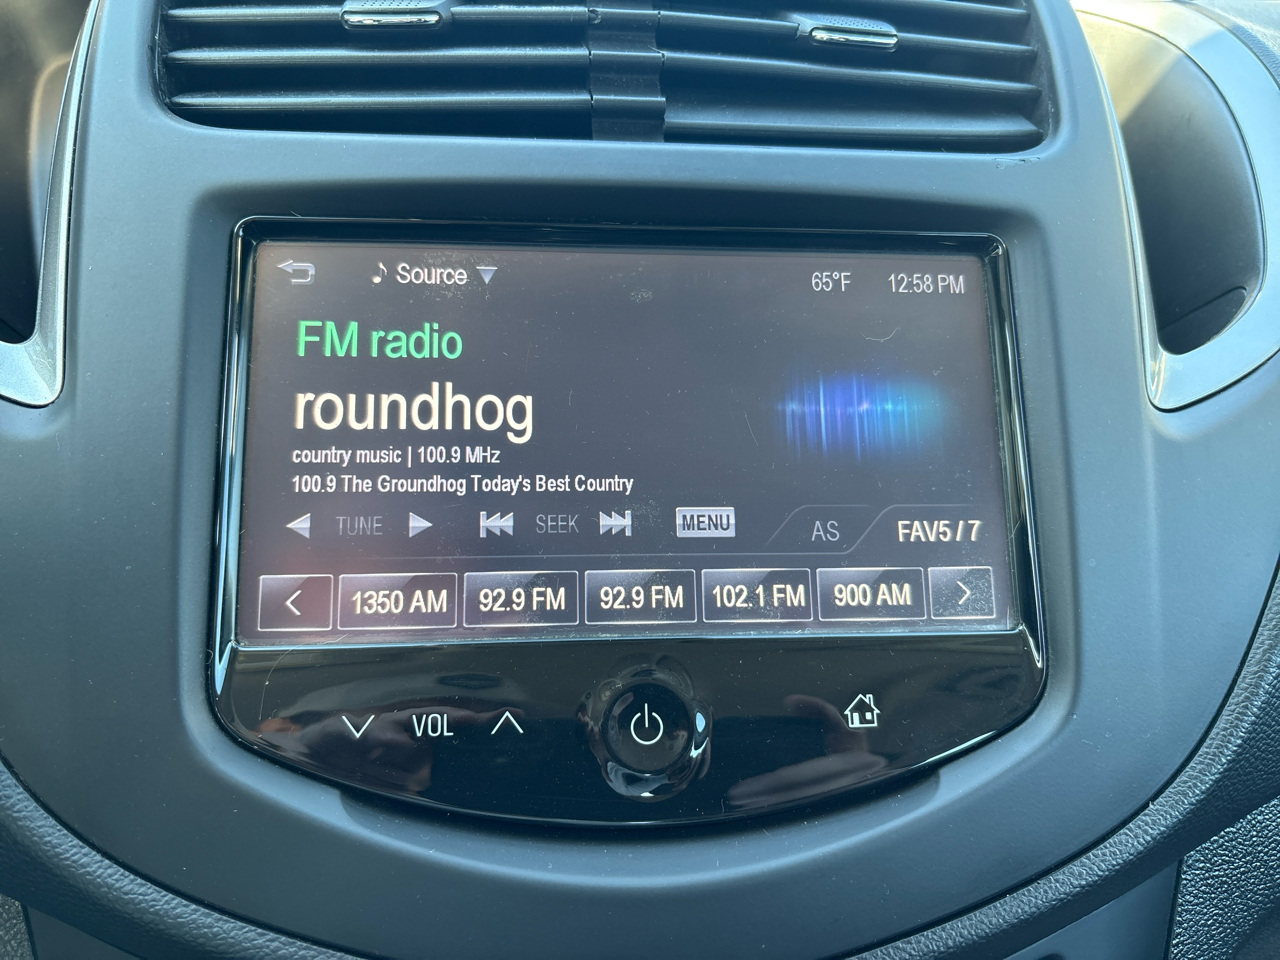 Source
65°F 12:58 PM
FM radio
roundhog
country music | 100.9 MHz
100.9 The Groundhog Today's Best Country
TUNE SEEK MENU AS FAV5 / 7
< 1350 AM 92.9 FM 92.9 FM 102.1 FM 900 AM >
VOL